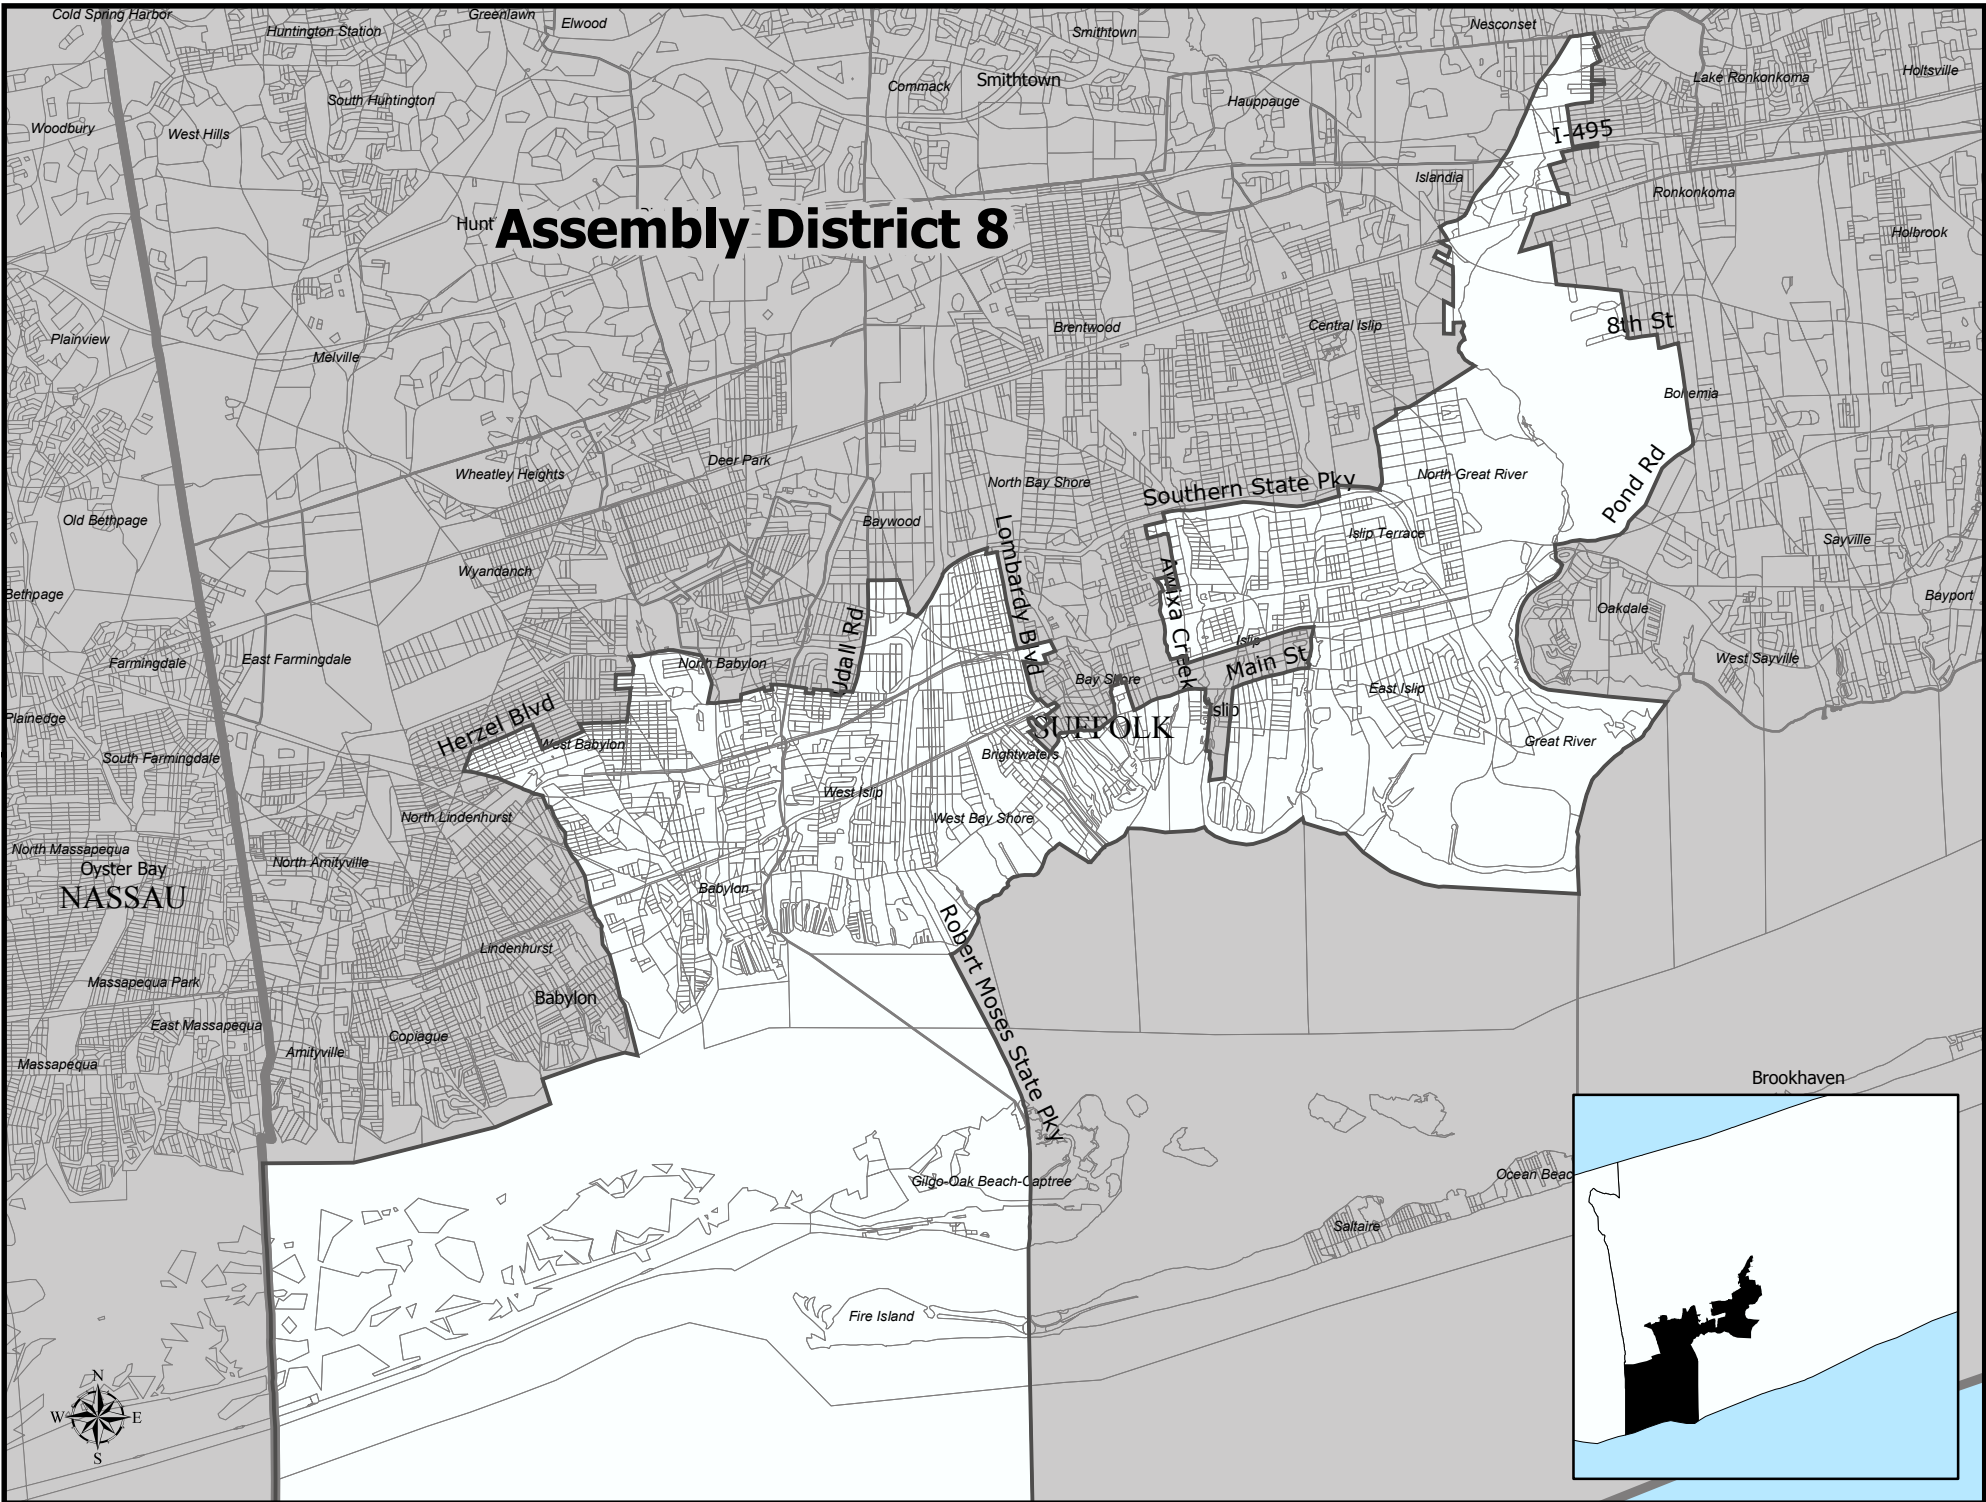 Cold Spring Harbor
Greenlawn
Elwood
Huntington Station
Smithtown
Nesconset
Commack
Smithtown
Hauppauge
Lake Ronkonkoma
Holtsville
South Huntington
Woodbury
West Hills
I-495
Islandia
Ronkonkoma
Hunt
Assembly District 8
Holbrook
Plainview
Melville
Brentwood
Central Islip
8th St
Bohemia
Wheatley Heights
Deer Park
North Bay Shore
Southern State Pky
North Great River
Pond Rd
Old Bethpage
Baywood
Lombardy Blvd
Islip Terrace
Sayville
Wyandanch
Awixa Creek
Bethpage
Oakdale
Bayport
Udall Rd
Farmingdale
East Farmingdale
North Babylon
Islip
Main St
West Sayville
Bay Shore
East Islip
Plainedge
Herzel Blvd
West Babylon
Islip
SUFFOLK
Great River
South Farmingdale
Brightwaters
West Islip
North Lindenhurst
West Bay Shore
North Massapequa
Oyster Bay
North Amityville
NASSAU
Babylon
Robert Moses State Pky
Lindenhurst
Massapequa Park
Babylon
East Massapequa
Copiague
Amityville
Massapequa
Brookhaven
Gilgo-Oak Beach-Captree
Ocean Beac
Saltaire
Fire Island
N
W
E
S